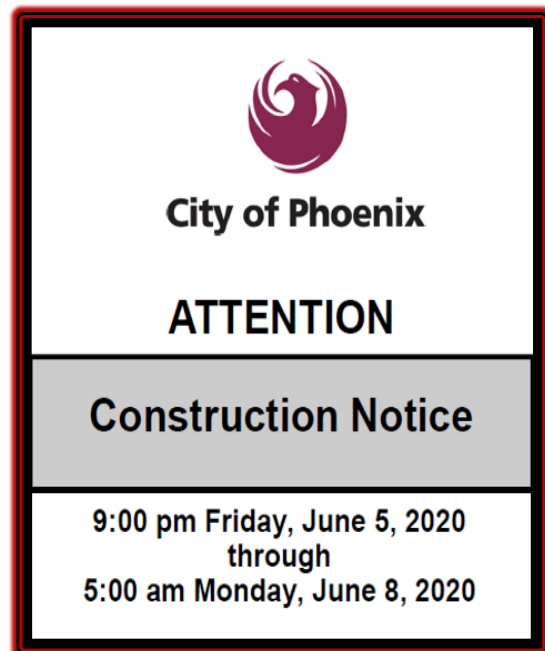 City of Phoenix
ATTENTION
Construction Notice
9:00 pm Friday, June 5, 2020
through
5:00 am Monday, June 8, 2020